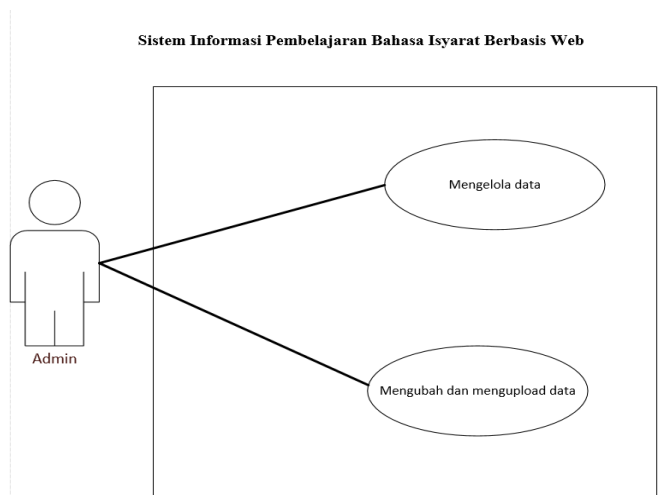 Sistem Informasi Pembelajaran Bahasa Isyarat Berbasis Web
Mengelola data
Admin
Mengubah dan mengupload data